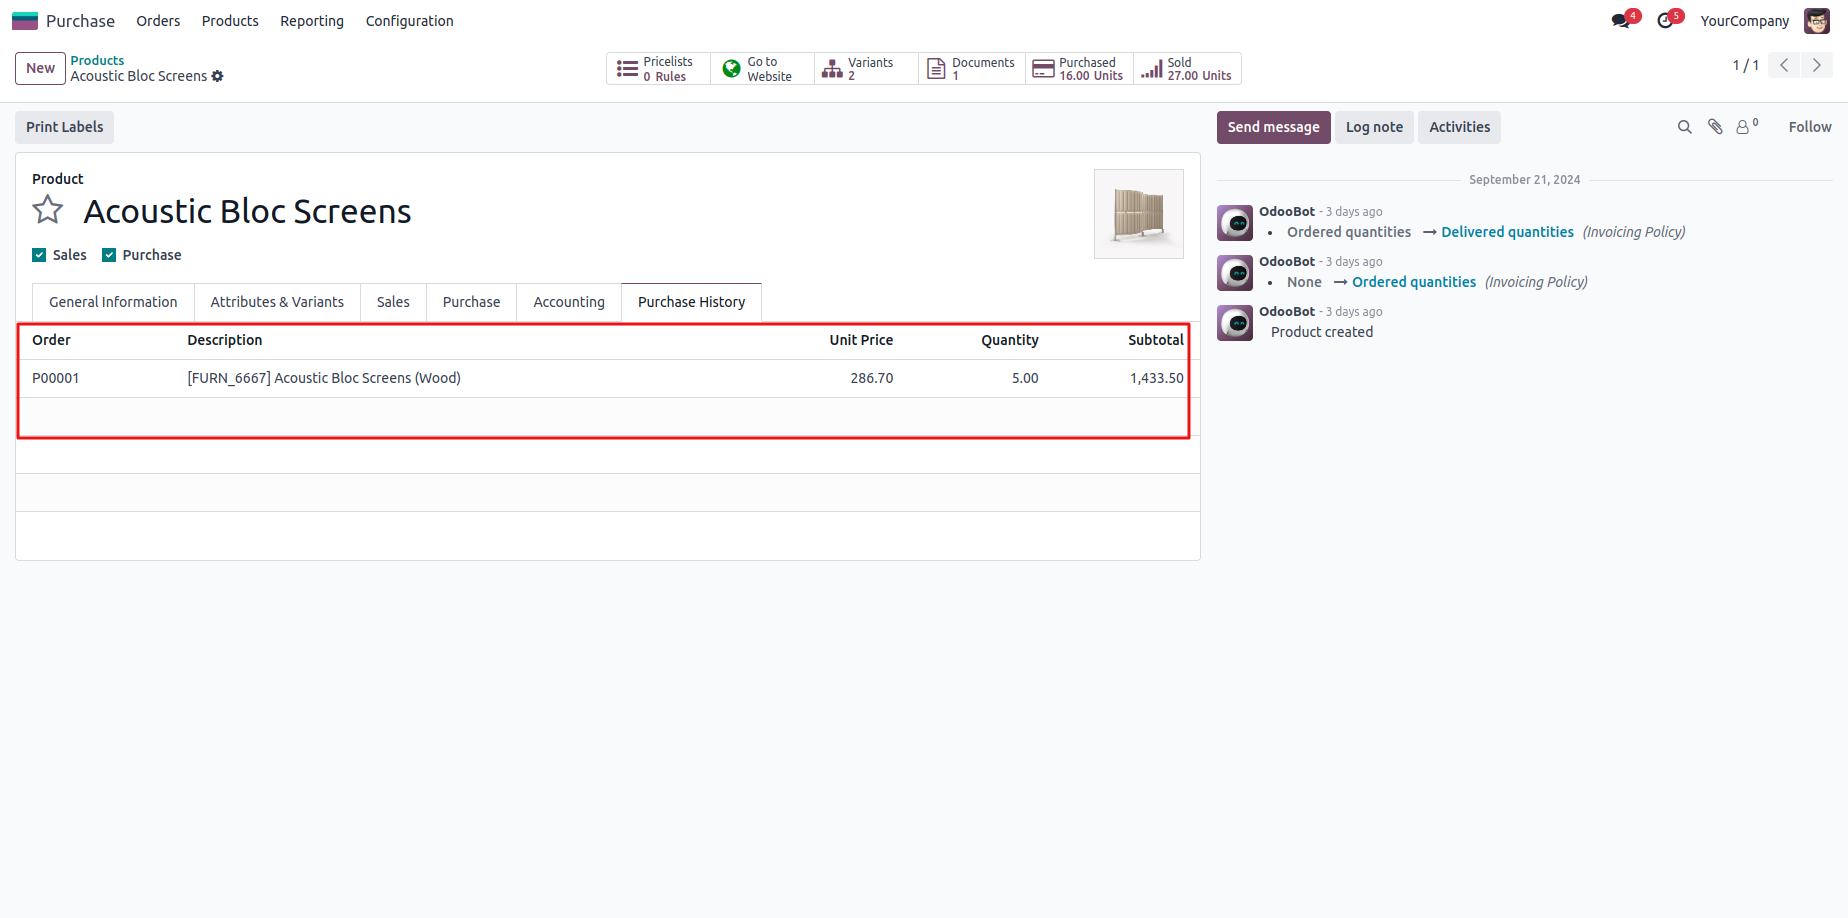 Purchase Orders Products Reporting Configuration 4 5 YourCompany
New Products
Acoustic Bloc Screens
Pricelists
0 Rules
Go to
Website
Variants
2
Documents
1
Purchased
16.00 Units
Sold
27.00 Units
1 / 1
Print Labels
Send message Log note Activities 0 Follow
Product
Acoustic Bloc Screens
Sales Purchase
General Information Attributes & Variants Sales Purchase Accounting Purchase History
Order Description Unit Price Quantity Subtotal
P00001 [FURN_6667] Acoustic Bloc Screens (Wood) 286.70 5.00 1,433.50
September 21, 2024
OdooBot - 3 days ago
• Ordered quantities → Delivered quantities (Invoicing Policy)
OdooBot - 3 days ago
• None → Ordered quantities (Invoicing Policy)
OdooBot - 3 days ago
Product created